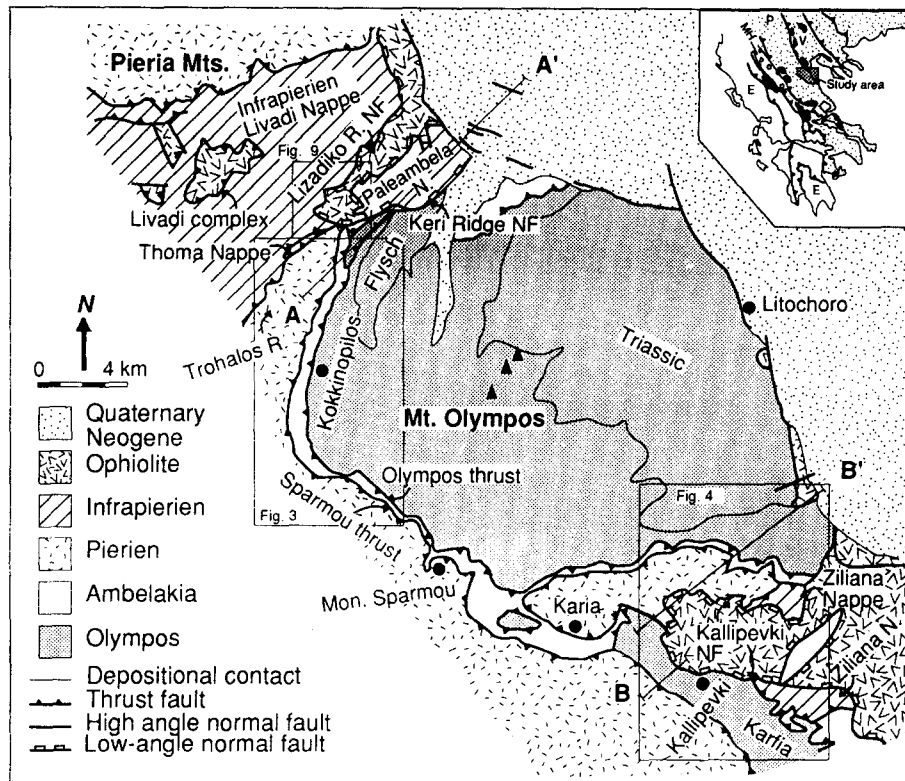 Pieria Mts.
A'
P
V
MH
E
Study area
E
Infrapierien
Livadi Nappe
Fig. 9
Lizadiko R. NF
Paleambela
N
Livadi complex
Thoma Nappe
Keri Ridge NF
Flysch
A
Trohalos R.
Kokkinopilos
Triassic
Litochoro
N
0 4 km
Mt. Olympos
Olympos thrust
Sparmou thrust
Fig. 3
Mon. Sparmou
Karia
B'
Fig. 4
Ziliana
Nappe
Kallipevki
NF
Ziliana N
B
Kallipevki
Karfia
Quaternary
Neogene
Ophiolite
Infrapierien
Pierien
Ambelakia
Olympos
Depositional contact
Thrust fault
High angle normal fault
Low-angle normal fault